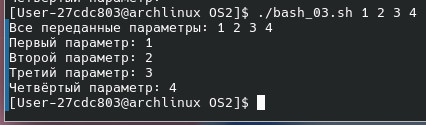 [User-27cdc803@archlinux OS2]$ ./bash_03.sh 1 2 3 4
Все переданные параметры: 1 2 3 4
Первый параметр: 1
Второй параметр: 2
Третий параметр: 3
Четвёртый параметр: 4
[User-27cdc803@archlinux OS2]$